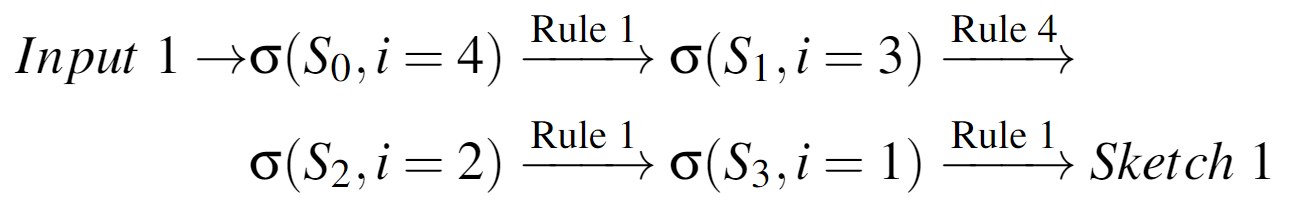 Input 1 →σ(S₀, i = 4) —Rule 1→ σ(S₁, i = 3) —Rule 4→
σ(S₂, i = 2) —Rule 1→ σ(S₃, i = 1) —Rule 1→ Sketch 1